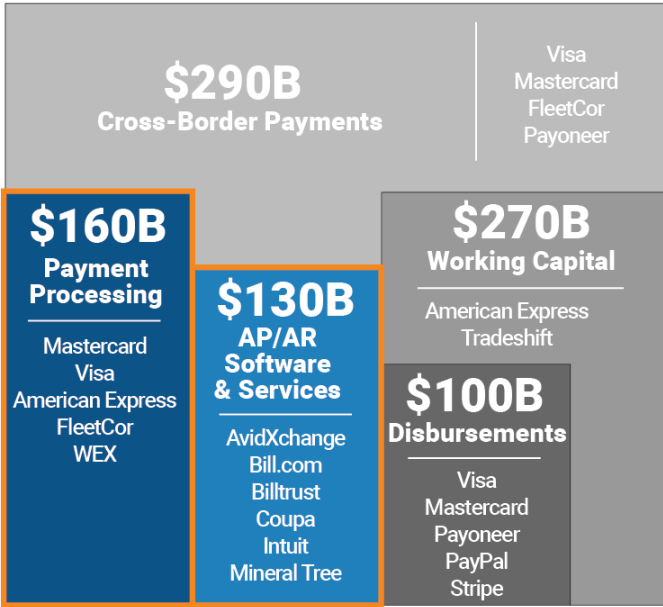 $290B
Cross-Border Payments
Visa
Mastercard
FleetCor
Payoneer
$160B
Payment
Processing
Mastercard
Visa
American Express
FleetCor
WEX
$130B
AP/AR
Software
& Services
AvidXchange
Bill.com
Billtrust
Coupa
Intuit
Mineral Tree
$270B
Working Capital
American Express
Tradeshift
$100B
Disbursements
Visa
Mastercard
Payoneer
PayPal
Stripe